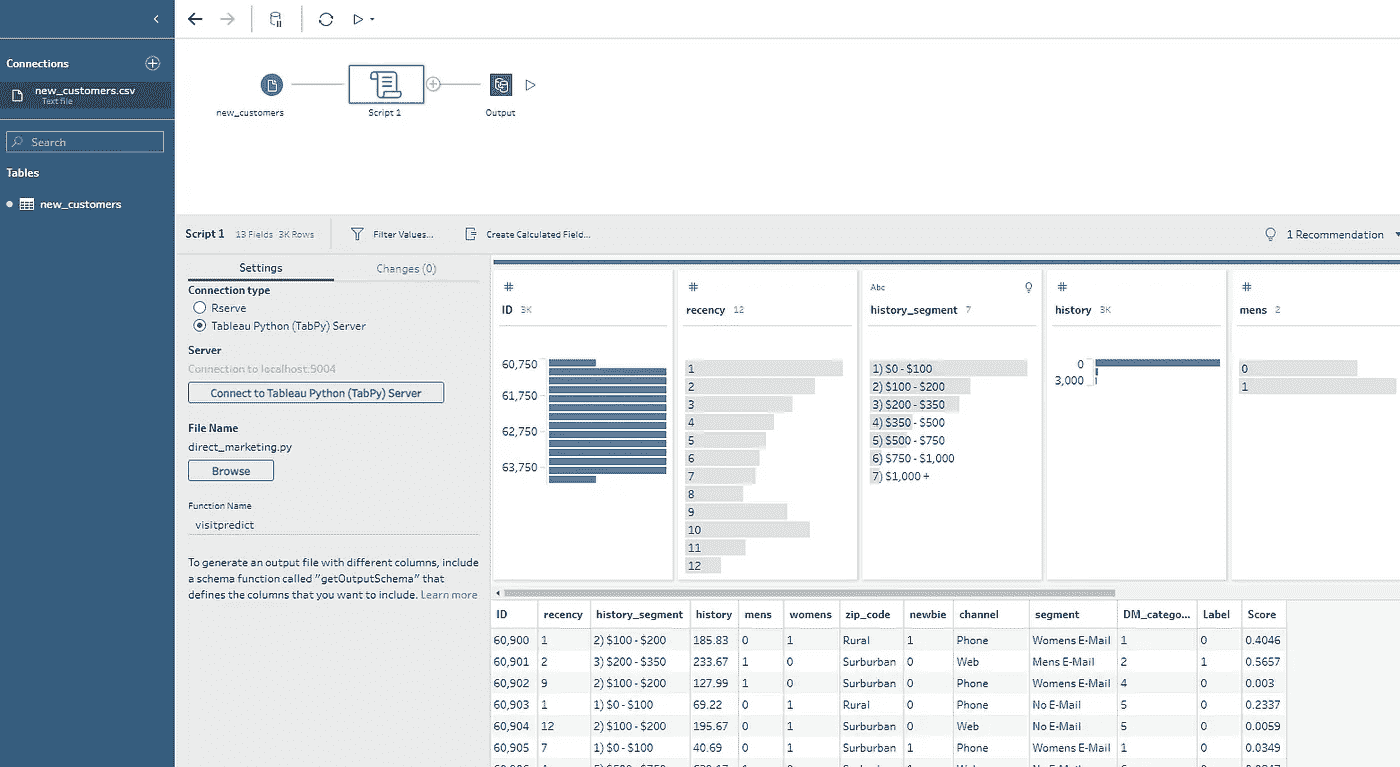 Connections
new_customers.csv
Text file
Search
Tables
new_customers
new_customers
Script 1
Output
Script 1 13 Fields 3K Rows Filter Values... Create Calculated Field... 1 Recommendation
Settings Changes (0)
Connection type
Rserve
Tableau Python (TabPy) Server
Server
Connection to localhost:9004
Connect to Tableau Python (TabPy) Server
File Name
direct_marketing.py
Browse
Function Name
visitpredict
To generate an output file with different columns, include
a schema function called "getOutputSchema" that
defines the columns that you want to include. Learn more
#
ID 3K
60,750
61,750
62,750
63,750
#
recency 12
1
2
3
4
5
6
7
8
9
10
11
12
Abc
history_segment 7
1) $0 - $100
2) $100 - $200
3) $200 - $350
4) $350 - $500
5) $500 - $750
6) $750 - $1,000
7) $1,000 +
#
history 3K
0
3,000
#
mens 2
0
1
ID recency history_segment history mens womens zip_code newbie channel segment DM_catego... Label Score
60,900 1 2) $100 - $200 185.83 0 1 Rural 1 Phone Womens E-Mail 1 0 0.4046
60,901 2 3) $200 - $350 233.67 1 0 Surburban 0 Web Mens E-Mail 2 1 0.5657
60,902 9 2) $100 - $200 127.99 1 0 Surburban 0 Phone Womens E-Mail 4 0 0.003
60,903 1 1) $0 - $100 69.22 0 1 Rural 0 Phone No E-Mail 5 0 0.2337
60,904 12 2) $100 - $200 195.67 0 1 Surburban 0 Web No E-Mail 5 0 0.0059
60,905 7 1) $0 - $100 40.69 0 1 Surburban 1 Phone Womens E-Mail 1 0 0.0349